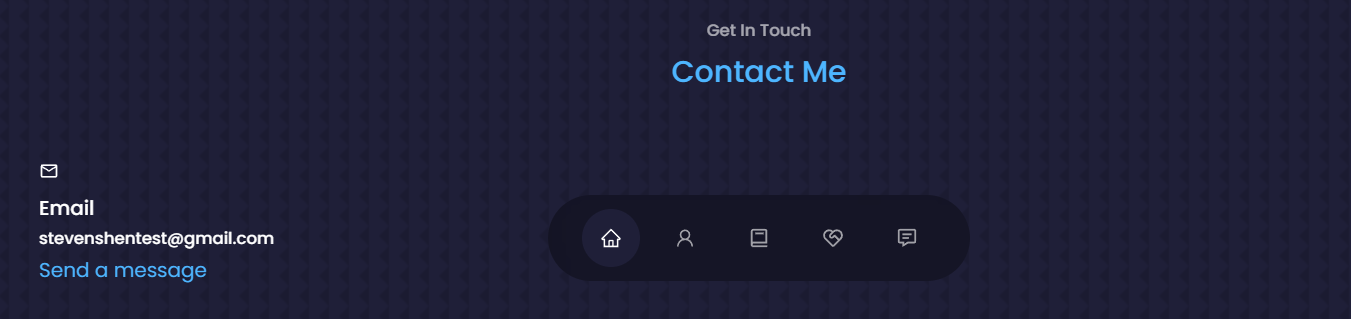 Get In Touch
Contact Me
Email
stevenshentest@gmail.com
Send a message